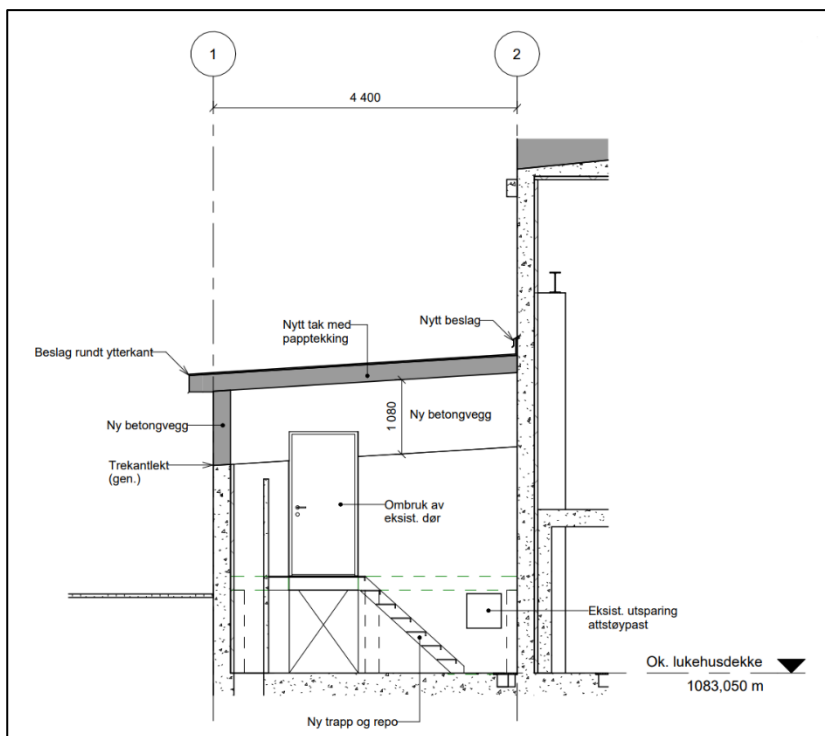 1
2
4 400
Nytt tak med
papptekking
Nytt beslag
Beslag rundt ytterkant
1 080
Ny betongvegg
Ny betongvegg
Trekantlekt
(gen.)
Ombruk av
eksist. dør
Eksist. utsparing
attstøypast
Ok. lukehusdekke
1083,050 m
Ny trapp og repo